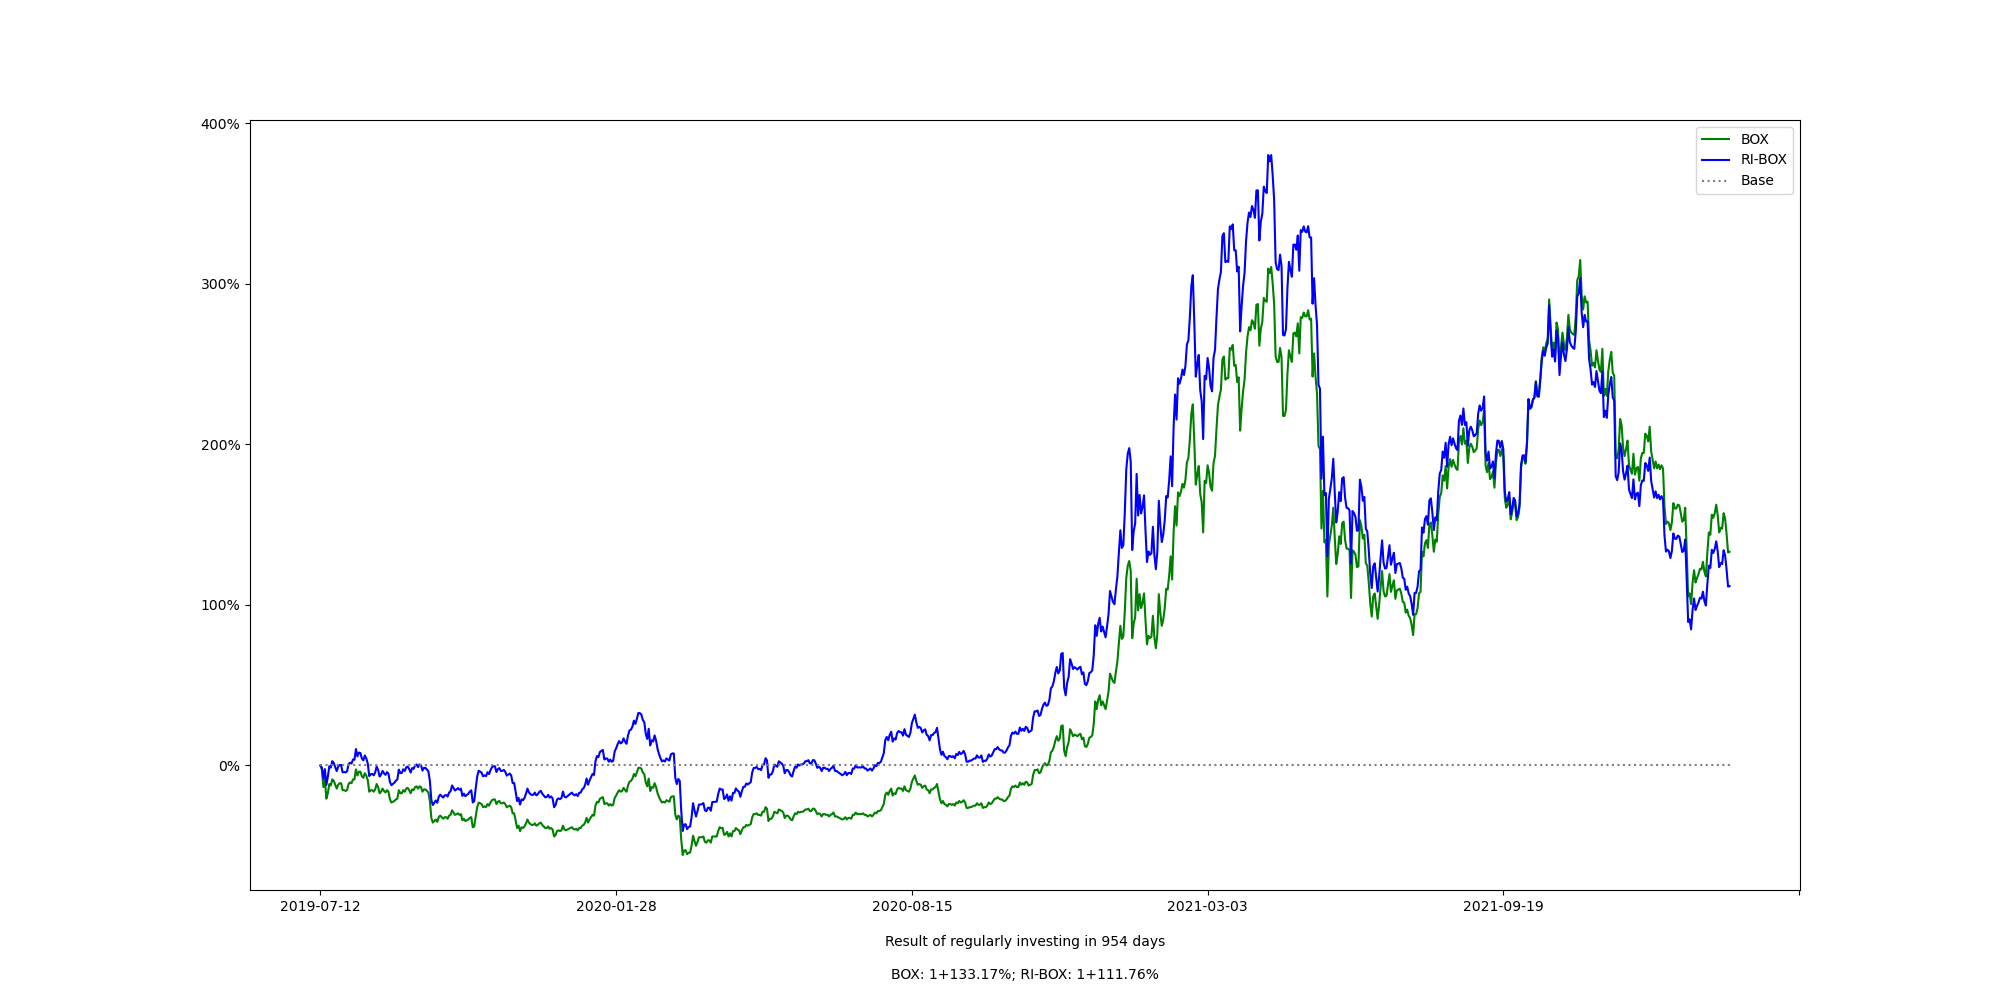 400%
300%
200%
100%
0%
BOX
RI-BOX
Base
2019-07-12
2020-01-28
2020-08-15
2021-03-03
2021-09-19
Result of regularly investing in 954 days
BOX: 1+133.17%; RI-BOX: 1+111.76%